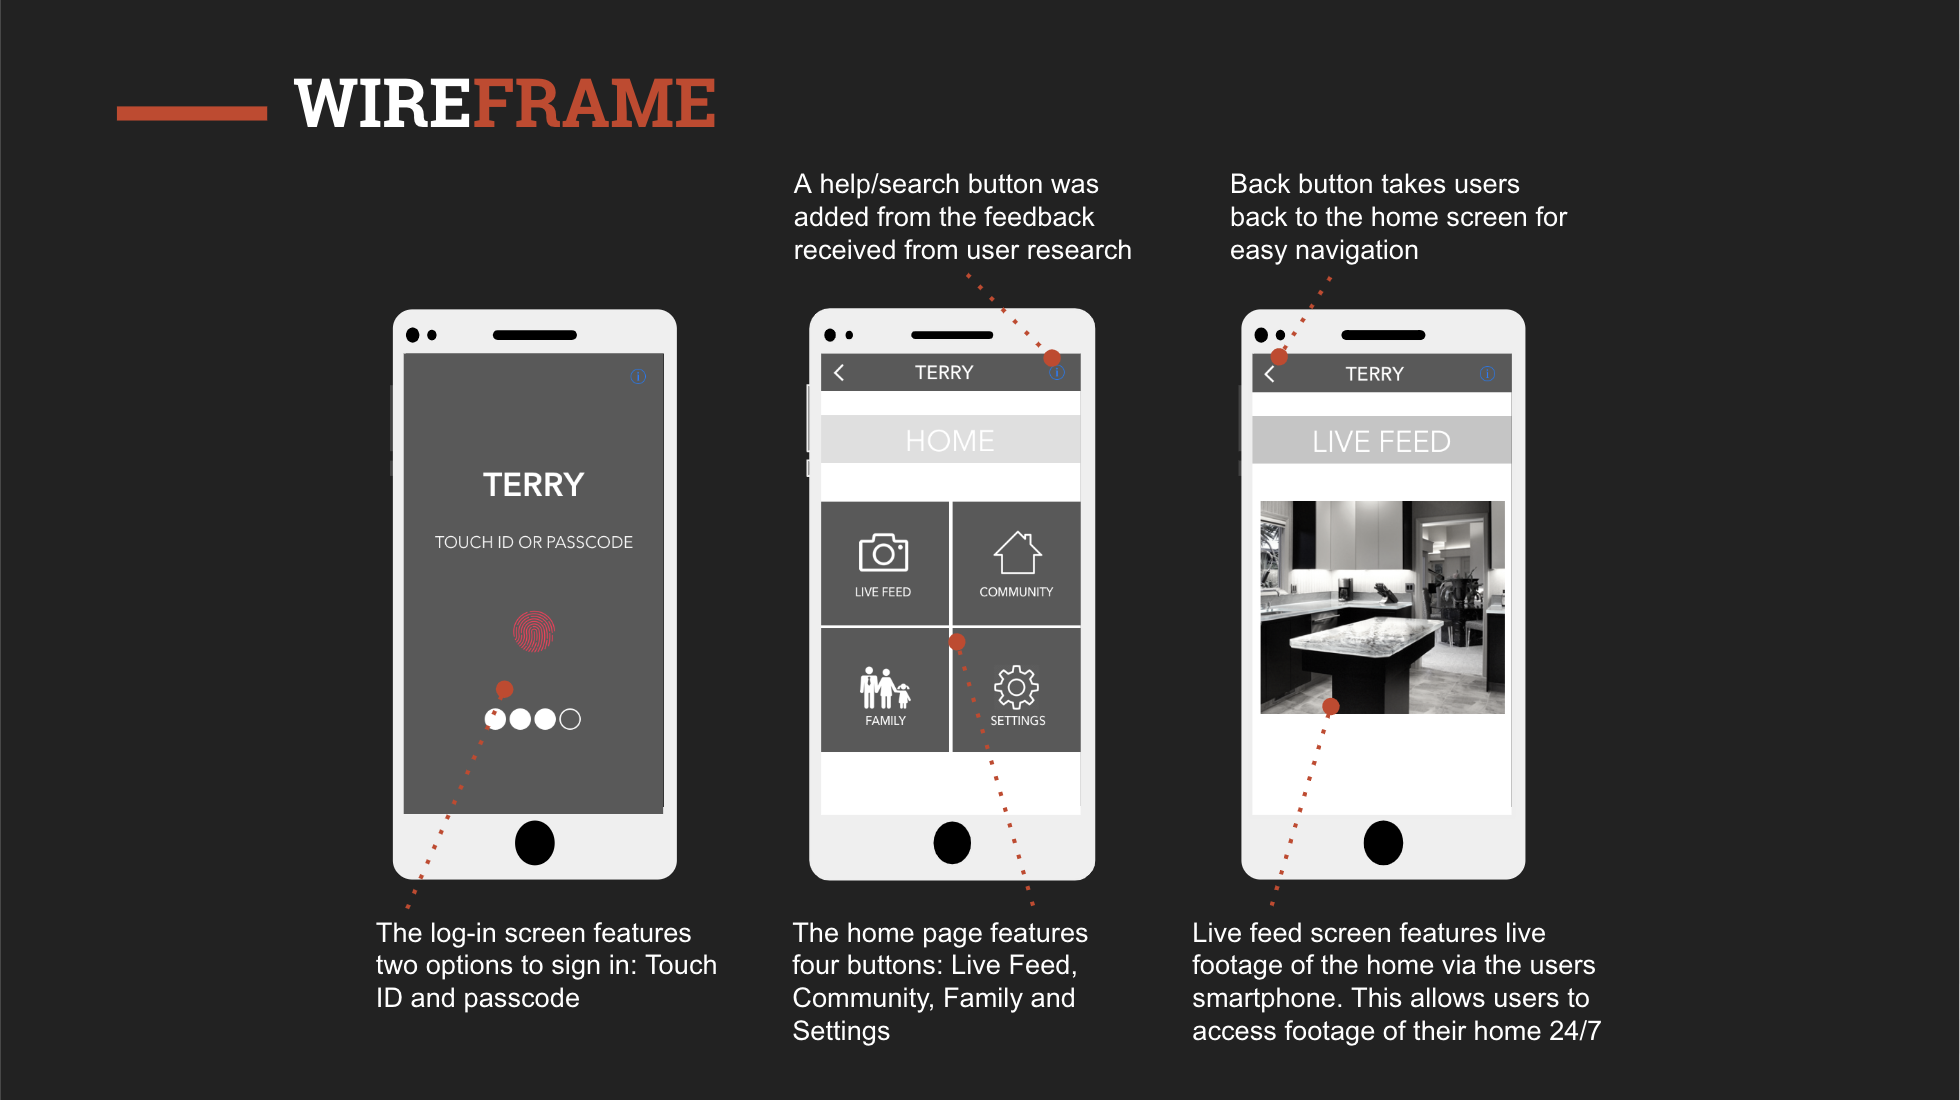 WIREFRAME
A help/search button was
added from the feedback
received from user research
Back button takes users
back to the home screen for
easy navigation
TERRY
TOUCH ID OR PASSCODE
TERRY
HOME
LIVE FEED
COMMUNITY
FAMILY
SETTINGS
TERRY
LIVE FEED
The log-in screen features
two options to sign in: Touch
ID and passcode
The home page features
four buttons: Live Feed,
Community, Family and
Settings
Live feed screen features live
footage of the home via the users
smartphone. This allows users to
access footage of their home 24/7